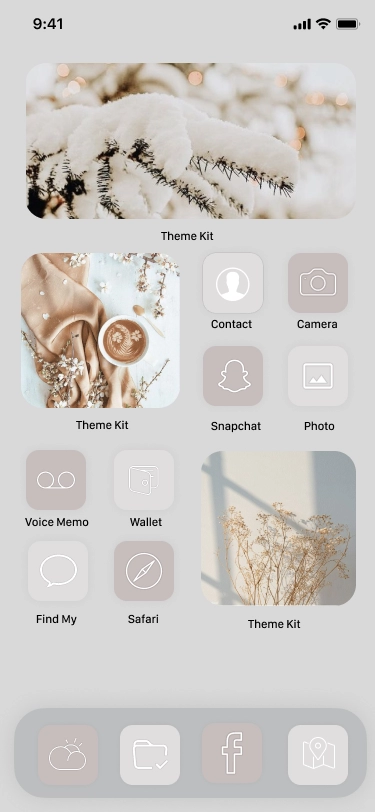 9:41
Theme Kit
Contact
Camera
Theme Kit
Snapchat
Photo
Voice Memo
Wallet
Find My
Safari
Theme Kit